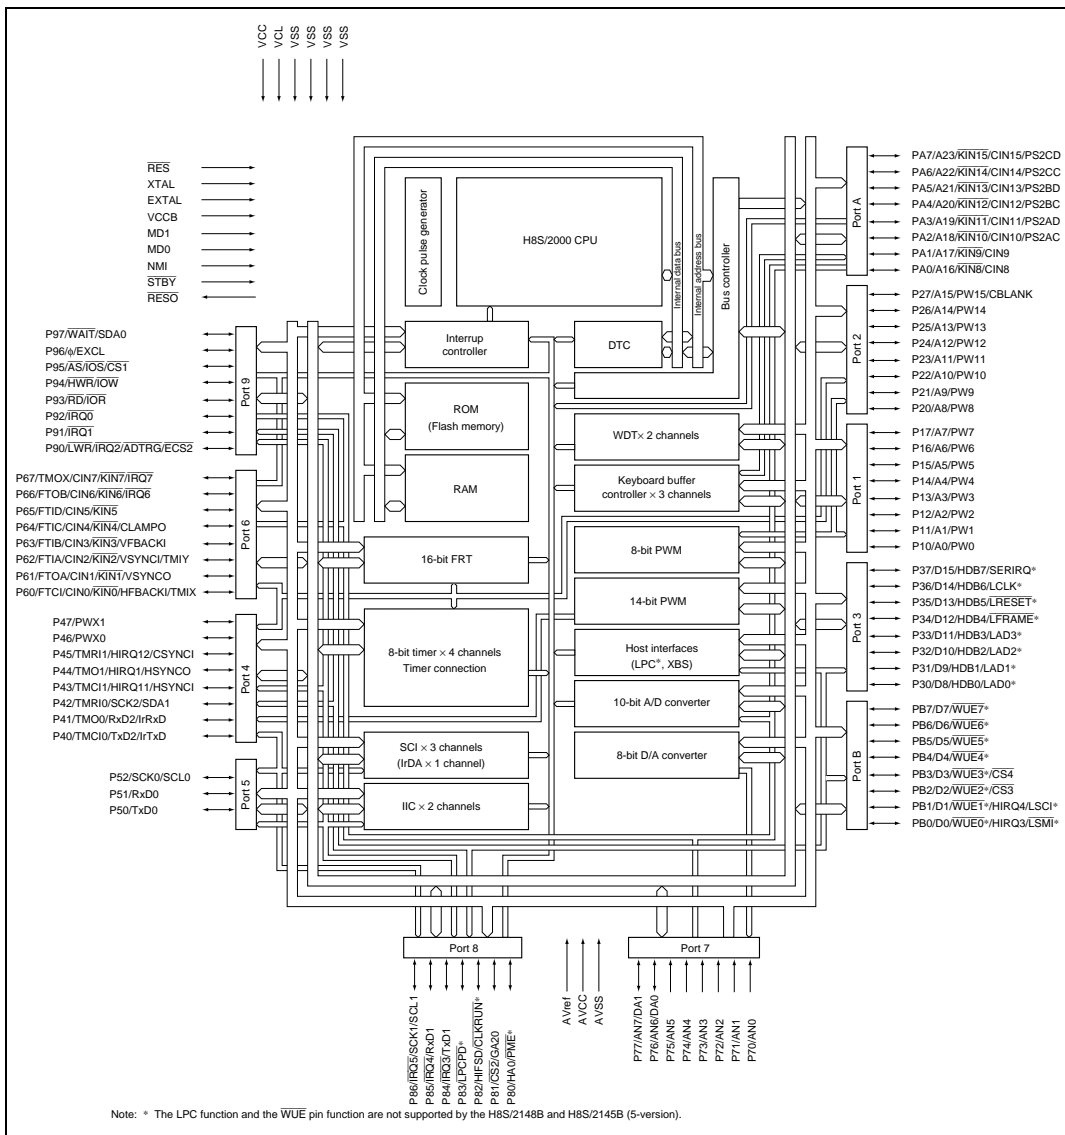 VCC
VCL
VSS
VSS
VSS
VSS
RES
XTAL
EXTAL
VCCB
MD1
MD0
NMI
STBY
RESO
Clock pulse generator
H8S/2000 CPU
Internal data bus
Internal address bus
Bus controller
Interrup
controller
DTC
ROM
(Flash memory)
RAM
WDT× 2 channels
Keyboard buffer
controller × 3 channels
16-bit FRT
8-bit PWM
14-bit PWM
8-bit timer × 4 channels
Timer connection
Host interfaces
(LPC*, XBS)
10-bit A/D converter
SCI × 3 channels
(IrDA × 1 channel)
8-bit D/A converter
IIC × 2 channels
P97/WAIT/SDA0
P96/φ/EXCL
P95/AS/IOS/CS1
P94/HWR/IOW
P93/RD/IOR
P92/IRQ0
P91/IRQ1
P90/LWR/IRQ2/ADTRG/ECS2
Port 9
P67/TMOX/CIN7/KIN7/IRQ7
P66/FTOB/CIN6/KIN6/IRQ6
P65/FTID/CIN5/KIN5
P64/FTIC/CIN4/KIN4/CLAMPO
P63/FTIB/CIN3/KIN3/VFBACKI
P62/FTIA/CIN2/KIN2/VSYNCI/TMIY
P61/FTOA/CIN1/KIN1/VSYNCO
P60/FTCI/CIN0/KIN0/HFBACKI/TMIX
Port 6
P47/PWX1
P46/PWX0
P45/TMRI1/HIRQ12/CSYNCI
P44/TMO1/HIRQ1/HSYNCO
P43/TMCI1/HIRQ11/HSYNCI
P42/TMRI0/SCK2/SDA1
P41/TMO0/RxD2/IrRxD
P40/TMCI0/TxD2/IrTxD
Port 4
P52/SCK0/SCL0
P51/RxD0
P50/TxD0
Port 5
Port A
PA7/A23/KIN15/CIN15/PS2CD
PA6/A22/KIN14/CIN14/PS2CC
PA5/A21/KIN13/CIN13/PS2BD
PA4/A20/KIN12/CIN12/PS2BC
PA3/A19/KIN11/CIN11/PS2AD
PA2/A18/KIN10/CIN10/PS2AC
PA1/A17/KIN9/CIN9
PA0/A16/KIN8/CIN8
Port 2
P27/A15/PW15/CBLANK
P26/A14/PW14
P25/A13/PW13
P24/A12/PW12
P23/A11/PW11
P22/A10/PW10
P21/A9/PW9
P20/A8/PW8
Port 1
P17/A7/PW7
P16/A6/PW6
P15/A5/PW5
P14/A4/PW4
P13/A3/PW3
P12/A2/PW2
P11/A1/PW1
P10/A0/PW0
Port 3
P37/D15/HDB7/SERIRQ*
P36/D14/HDB6/LCLK*
P35/D13/HDB5/LRESET*
P34/D12/HDB4/LFRAME*
P33/D11/HDB3/LAD3*
P32/D10/HDB2/LAD2*
P31/D9/HDB1/LAD1*
P30/D8/HDB0/LAD0*
Port B
PB7/D7/WUE7*
PB6/D6/WUE6*
PB5/D5/WUE5*
PB4/D4/WUE4*
PB3/D3/WUE3*/CS4
PB2/D2/WUE2*/CS3
PB1/D1/WUE1*/HIRQ4/LSCI*
PB0/D0/WUE0*/HIRQ3/LSMI*
Port 8
P86/IRQ5/SCK1/SCL1
P85/IRQ4/RxD1
P84/IRQ3/TxD1
P83/LPCPD*
P82/HIFSD/CLKRUN*
P81/CS2/GA20
P80/HA0/PME*
AVref
AVCC
AVSS
Port 7
P77/AN7/DA1
P76/AN6/DA0
P75/AN5
P74/AN4
P73/AN3
P72/AN2
P71/AN1
P70/AN0
Note: * The LPC function and the WUE pin function are not supported by the H8S/2148B and H8S/2145B (5-version).